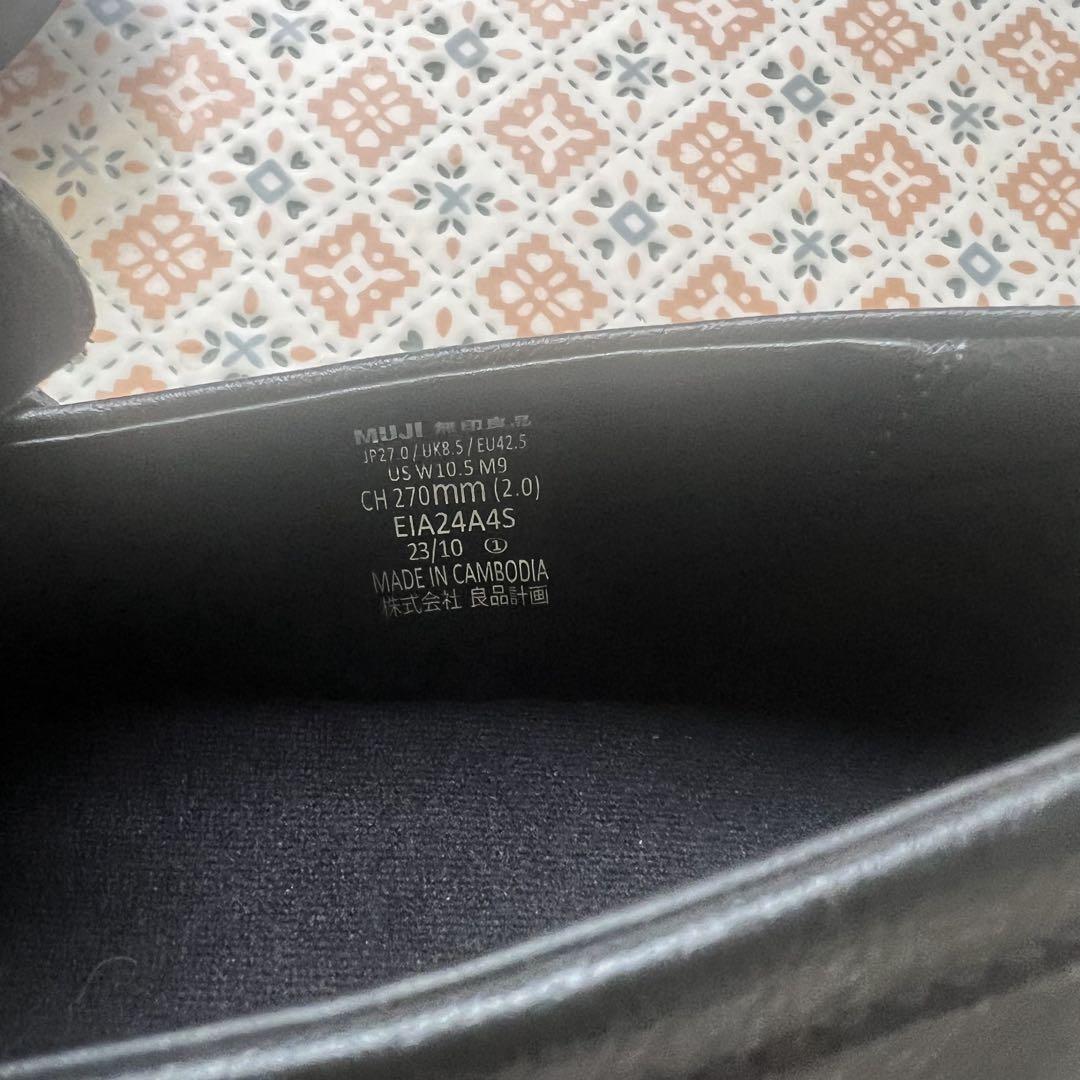 MUJI 無印良品
JP27.0/UK8.5/EU42.5
US W10.5 M9
CH 270mm (2.0)
EIA24A4S
23/10 ①
MADE IN CAMBODIA
株式会社 良品計画